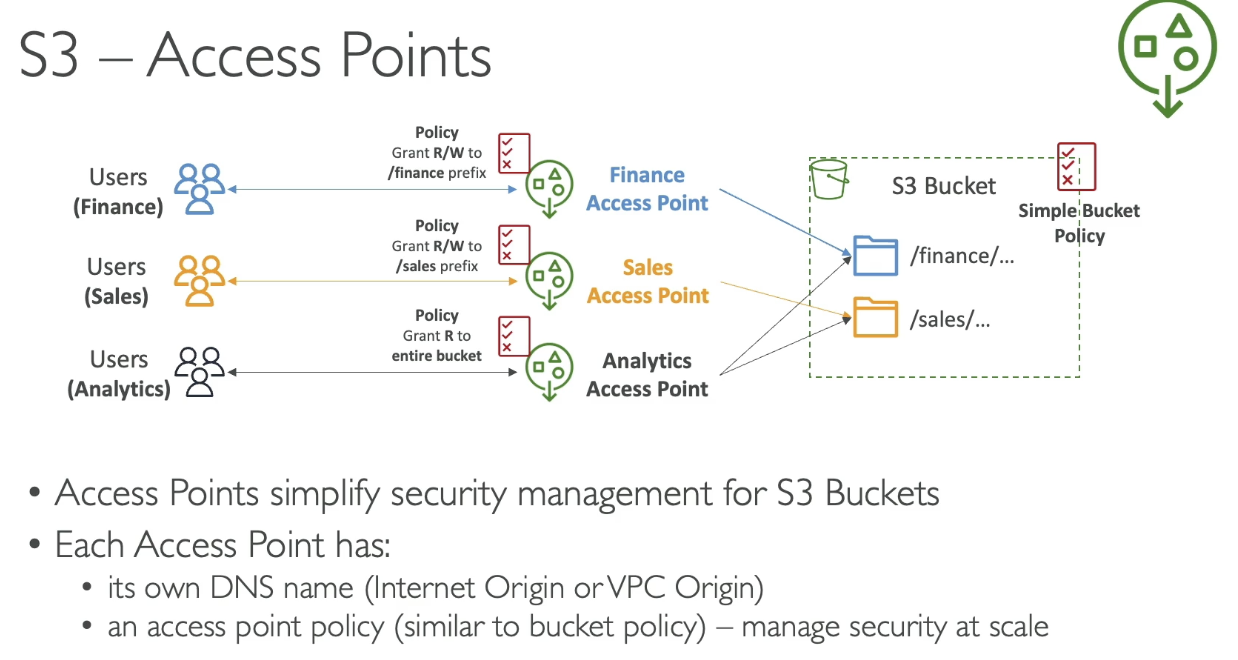 S3 – Access Points
Policy
Grant R/W to
/finance prefix
Users
(Finance)
Finance
Access Point
S3 Bucket
Simple Bucket
Policy
Policy
Grant R/W to
/sales prefix
/finance/...
Users
(Sales)
Sales
Access Point
/sales/...
Policy
Grant R to
entire bucket
Users
(Analytics)
Analytics
Access Point
• Access Points simplify security management for S3 Buckets
• Each Access Point has:
• its own DNS name (Internet Origin or VPC Origin)
• an access point policy (similar to bucket policy) – manage security at scale